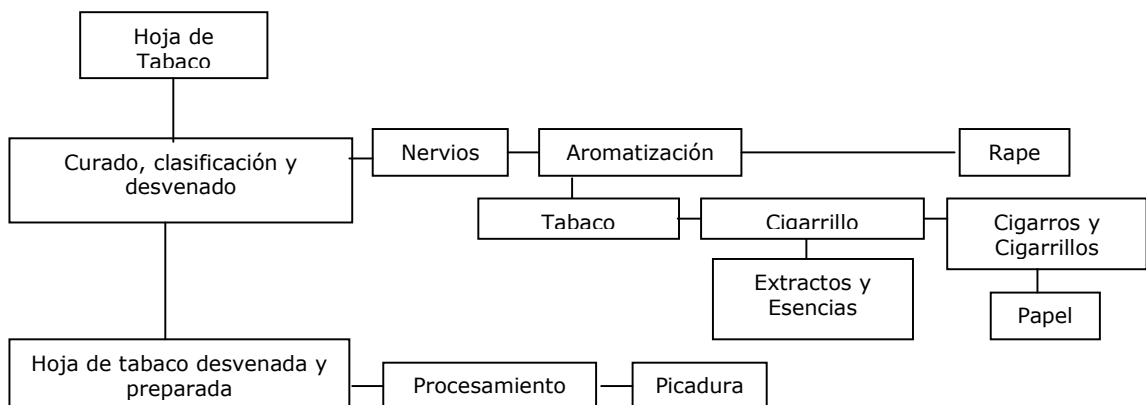 Hoja de
Tabaco
Curado, clasificación y
desvenado
Nervios
Aromatización
Rape
Tabaco
Cigarrillo
Cigarros y
Cigarrillos
Extractos y
Esencias
Papel
Hoja de tabaco desvenada y
preparada
Procesamiento
Picadura